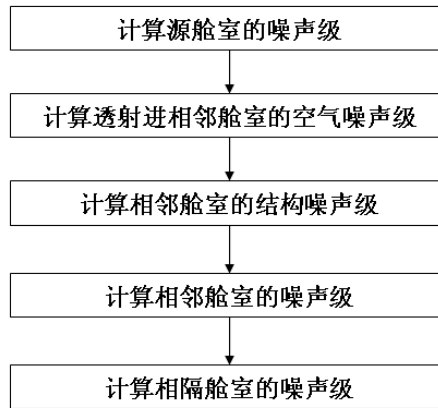 计算源舱室的噪声级
计算透射进相邻舱室的空气噪声级
计算相邻舱室的结构噪声级
计算相邻舱室的噪声级
计算相隔舱室的噪声级